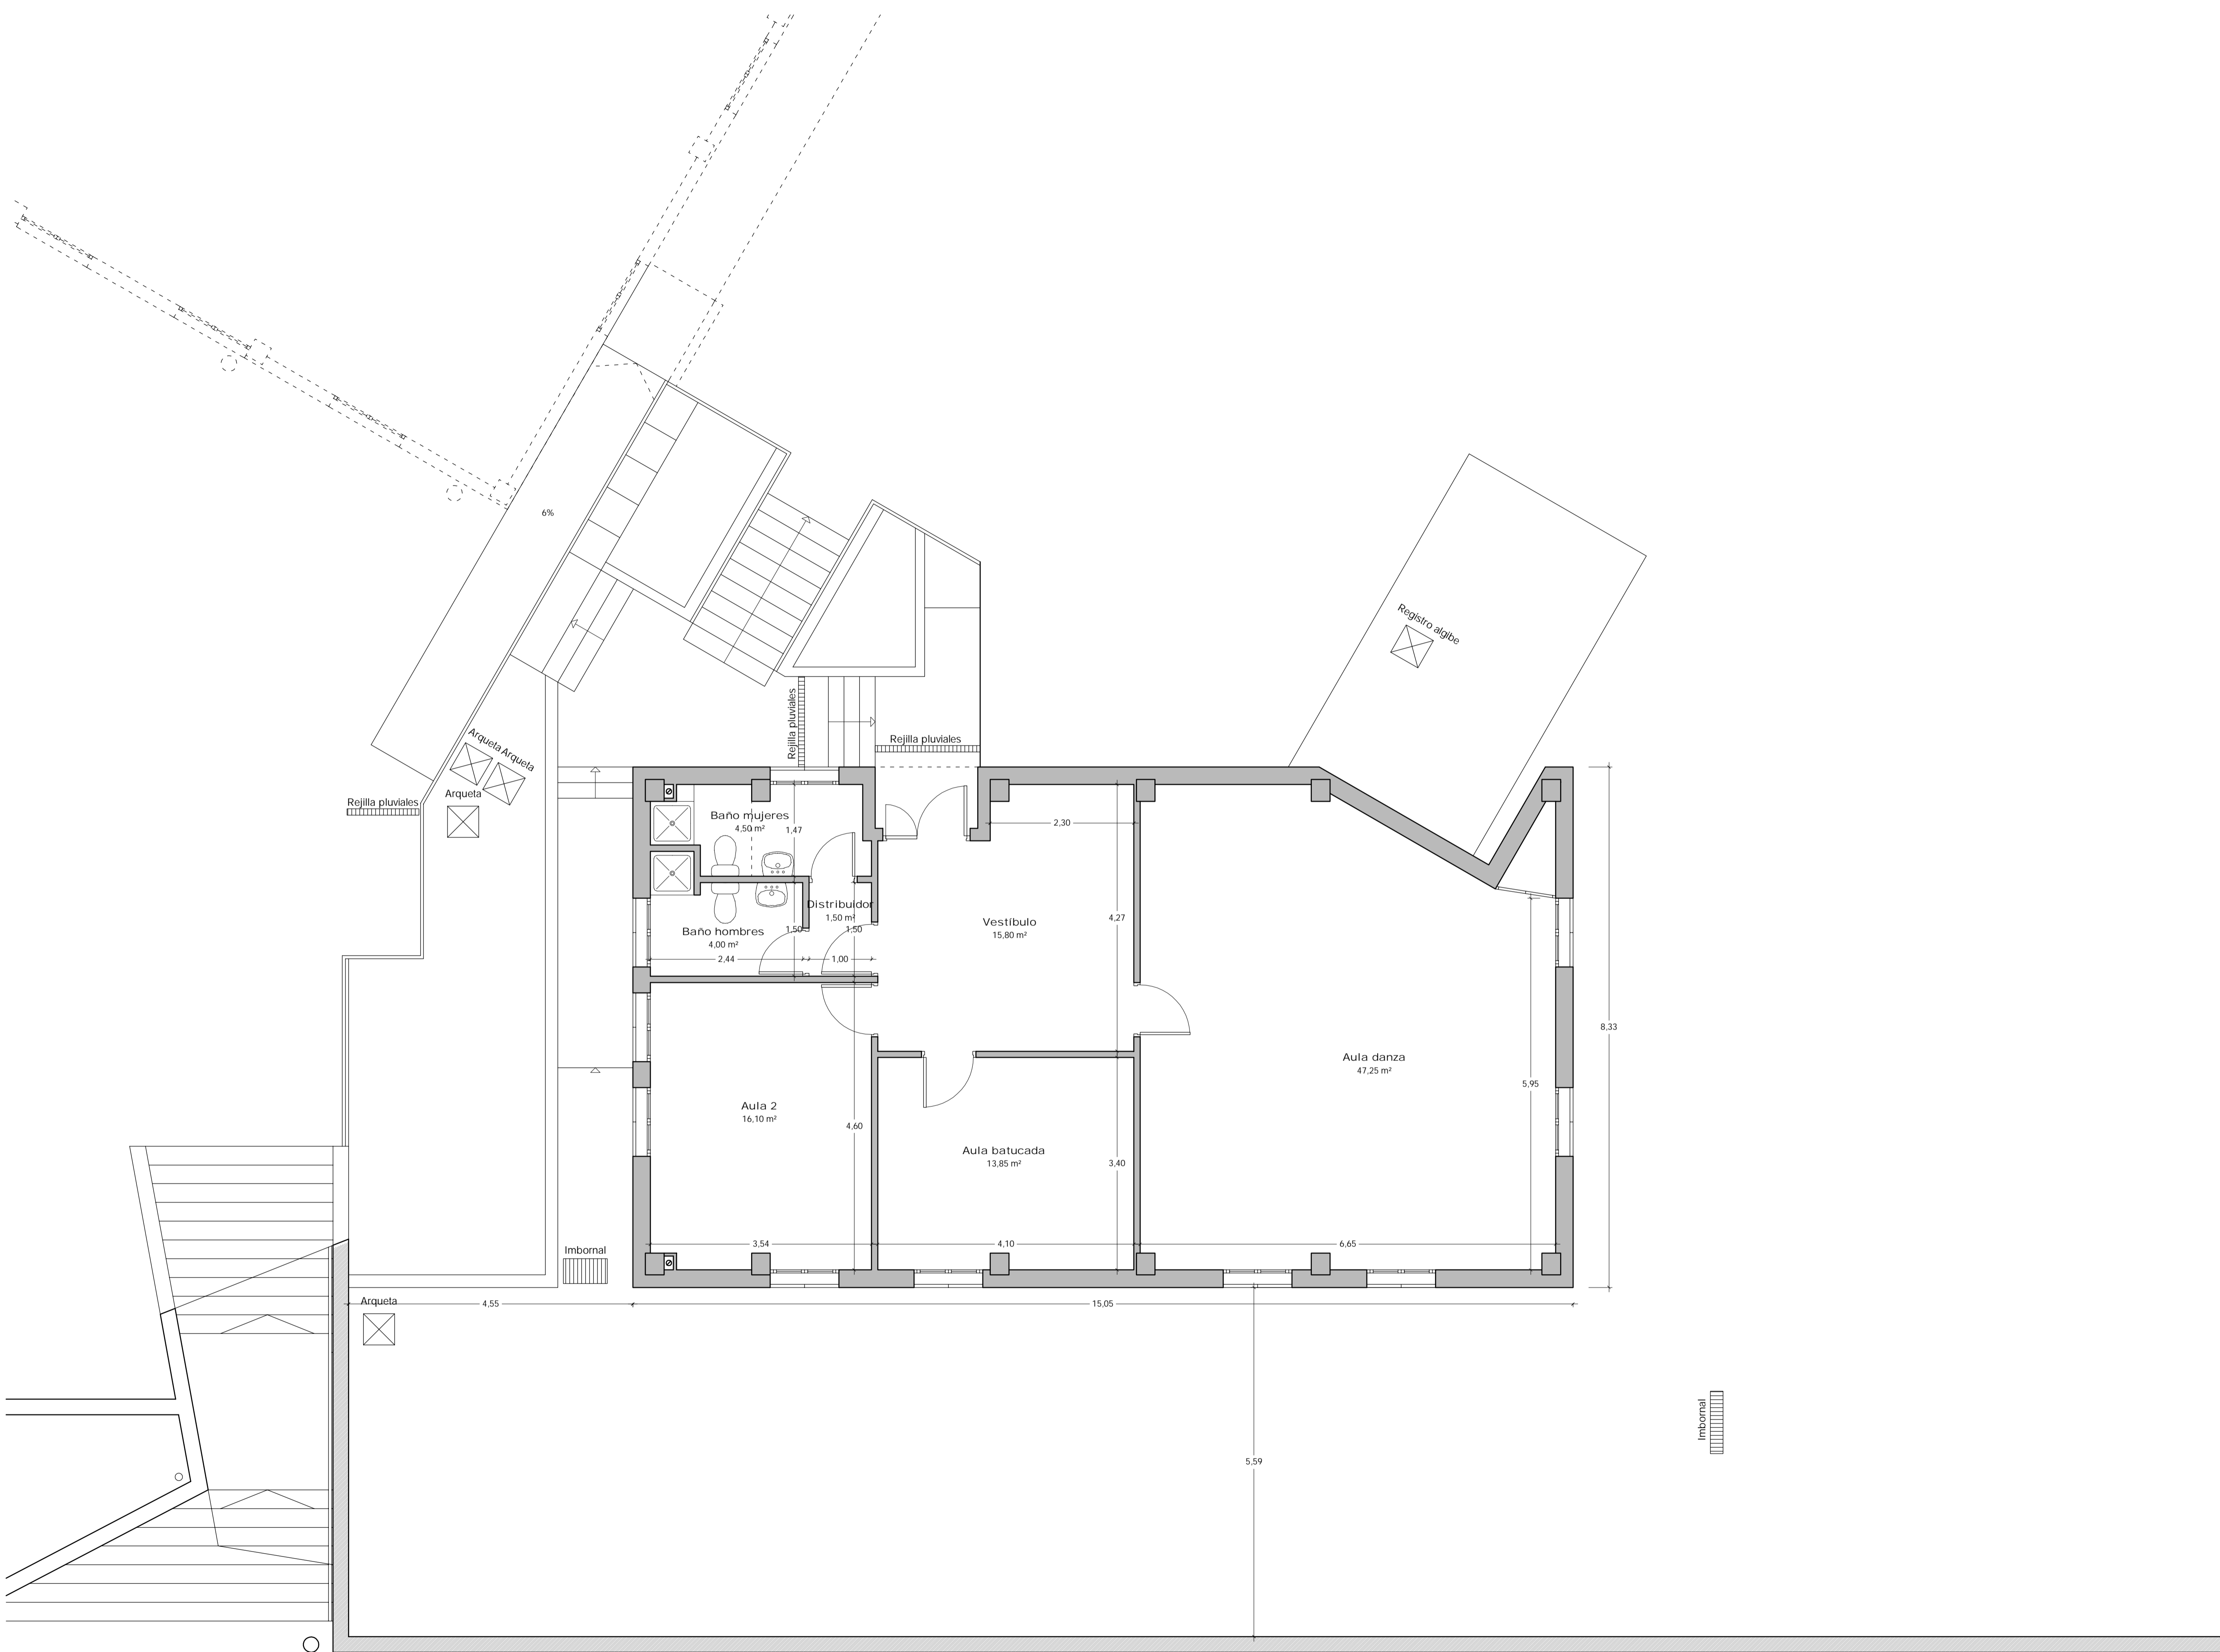 6%
Registro algibe
Rejilla pluviales
Rejilla pluviales
Arqueta
Arqueta
Arqueta
Rejilla pluviales
Baño mujeres
4,50 m²
1,47
2,30
Distribuidor
1,50 m²
Baño hombres
4,00 m²
1,50
1,50
2,44
1,00
Vestíbulo
15,80 m²
4,27
8,33
Aula danza
47,25 m²
5,95
Aula 2
16,10 m²
4,60
Aula batucada
13,85 m²
3,40
3,54
4,10
6,65
Imbornal
Arqueta
4,55
15,05
5,59
Imbornal